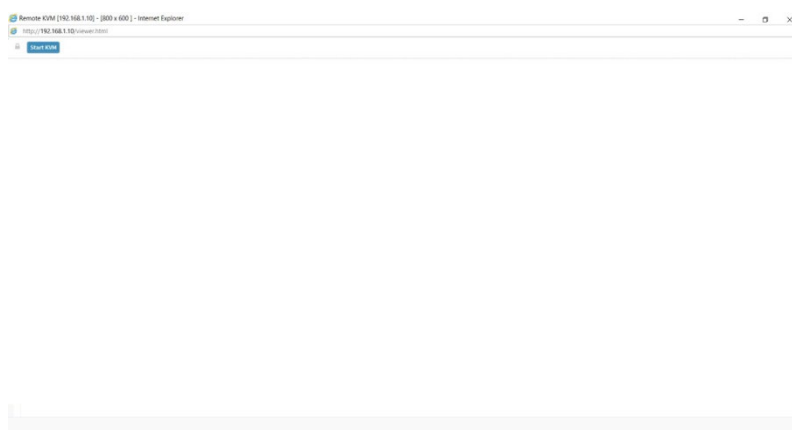 Remote KVM [192.168.1.10] - [800 x 600 ] - Internet Explorer
http://192.168.1.10/viewer.html
Start KVM